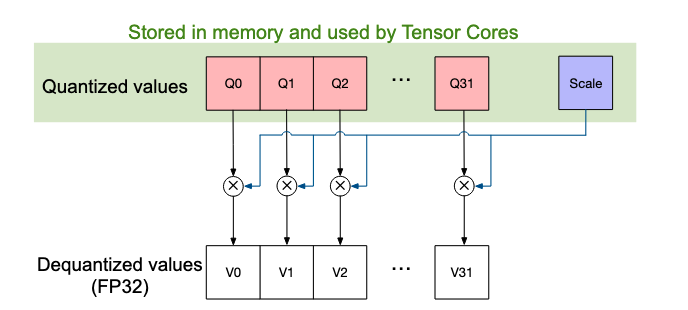 Stored in memory and used by Tensor Cores
Quantized values Q0 Q1 Q2 ... Q31 Scale
Dequantized values
(FP32)
V0 V1 V2 ... V31